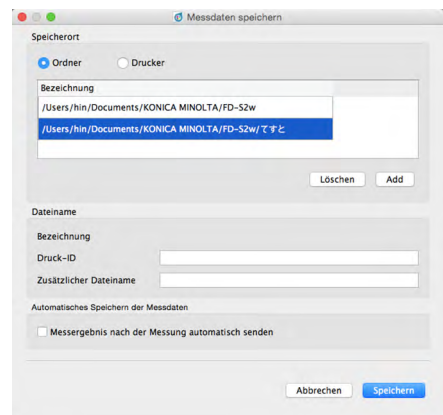 Messdaten speichern
Speicherort
Ordner Drucker
Bezeichnung
/Users/hin/Documents/KONICA MINOLTA/FD-S2w
/Users/hin/Documents/KONICA MINOLTA/FD-S2w/てすと
Löschen Add
Dateiname
Bezeichnung
Druck-ID
Zusätzlicher Dateiname
Automatisches Speichern der Messdaten
Messergebnis nach der Messung automatisch senden
Abbrechen Speichern